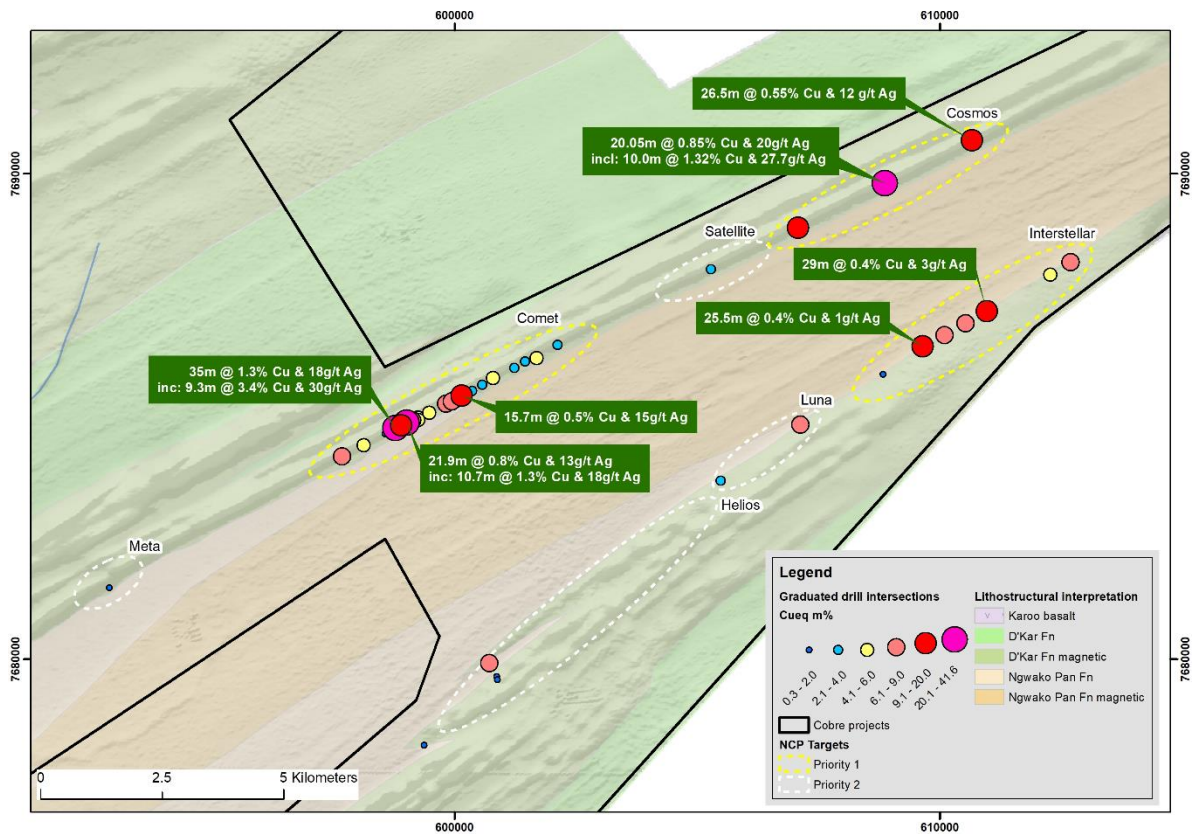 600000
610000
26.5m @ 0.55% Cu & 12 g/t Ag
Cosmos
20.05m @ 0.85% Cu & 20g/t Ag
incl: 10.0m @ 1.32% Cu & 27.7g/t Ag
7690000
7690000
Satellite
Interstellar
29m @ 0.4% Cu & 3g/t Ag
25.5m @ 0.4% Cu & 1g/t Ag
Comet
35m @ 1.3% Cu & 18g/t Ag
inc: 9.3m @ 3.4% Cu & 30g/t Ag
15.7m @ 0.5% Cu & 15g/t Ag
Luna
21.9m @ 0.8% Cu & 13g/t Ag
inc: 10.7m @ 1.3% Cu & 18g/t Ag
Helios
Meta
7680000
7680000
Legend
Graduated drill intersections
Cueq m%
0.3 - 2.0
2.1 - 4.0
4.1 - 6.0
6.1 - 9.0
9.1 - 20.0
20.1 - 41.6
Cobre projects
NCP Targets
Priority 1
Priority 2
Lithostructural interpretation
Karoo basalt
D'Kar Fn
D'Kar Fn magnetic
Ngwako Pan Fn
Ngwako Pan Fn magnetic
0 2.5 5 Kilometers
600000
610000